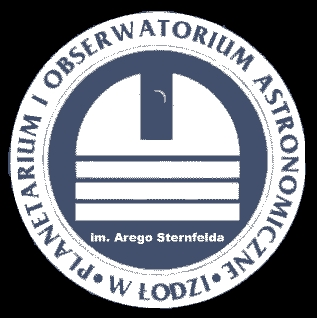 PLANETARIUM I OBSERWATORIUM ASTRONOMICZNE
W ŁODZI
im. Arego Sternfelda